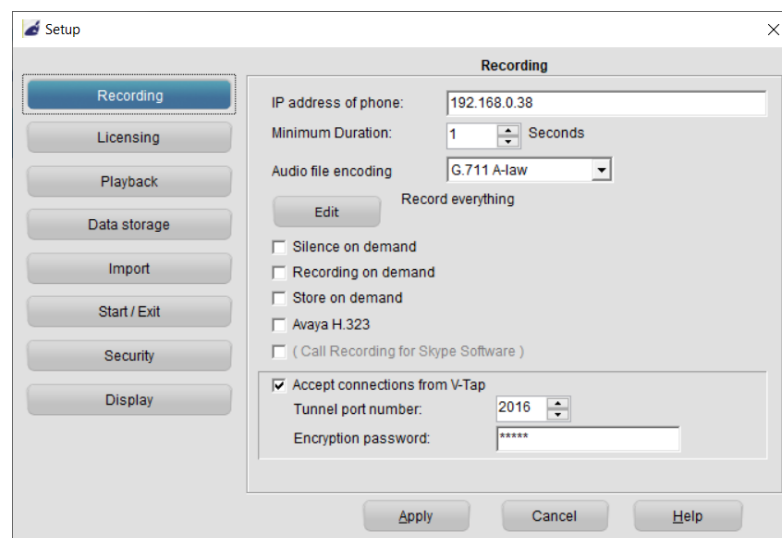 Setup
Recording
Recording
Licensing
Playback
Data storage
Import
Start / Exit
Security
Display
IP address of phone: 192.168.0.38
Minimum Duration: 1 Seconds
Audio file encoding G.711 A-law
Edit Record everything
Silence on demand
Recording on demand
Store on demand
Avaya H.323
( Call Recording for Skype Software )
Accept connections from V-Tap
Tunnel port number: 2016
Encryption password: *****
Apply Cancel Help